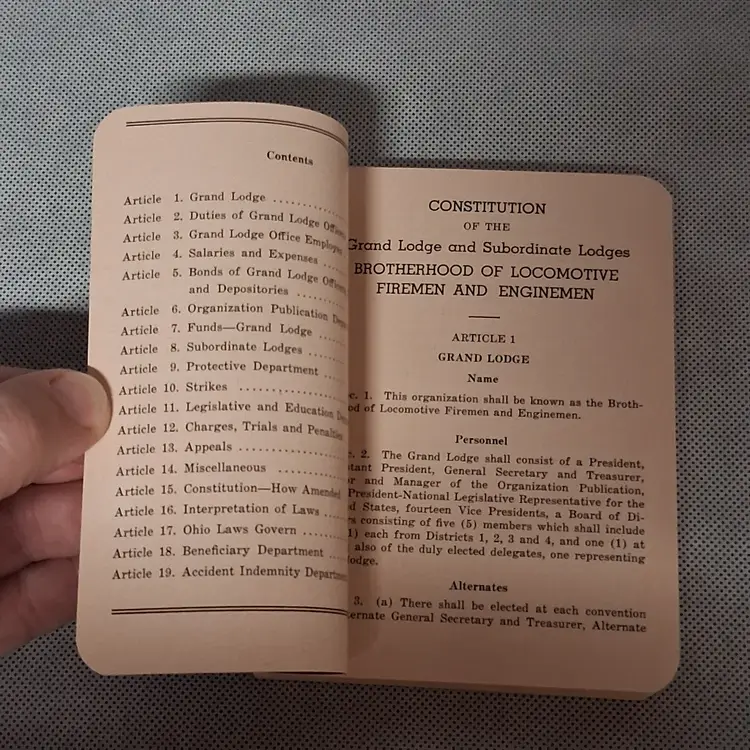 Contents
Article 1. Grand Lodge ..........
Article 2. Duties of Grand Lodge
Article 3. Grand Lodge Office
Article 4. Salaries and Expenses ....
Article 5. Bonds of Grand Lodge
and Depositories ..........
Article 6. Organization Publication
Article 7. Funds—Grand Lodge ....
Article 8. Subordinate Lodges ......
Article 9. Protective Department ....
Article 10. Strikes ..................
Article 11. Legislative and Education
Article 12. Charges, Trials and
Article 13. Appeals ..................
Article 14. Miscellaneous ............
Article 15. Constitution—How Amended
Article 16. Interpretation of Laws ....
Article 17. Ohio Laws Govern ........
Article 18. Beneficiary Department ....
Article 19. Accident Indemnity
CONSTITUTION
OF THE
Grand Lodge and Subordinate Lodges
BROTHERHOOD OF LOCOMOTIVE
FIREMEN AND ENGINEMEN
ARTICLE 1
GRAND LODGE
Name
c. 1. This organization shall be known as the Broth-
od of Locomotive Firemen and Enginemen.
Personnel
c. 2. The Grand Lodge shall consist of a President,
tant President, General Secretary and Treasurer,
r and Manager of the Organization Publication,
President-National Legislative Representative for the
d States, fourteen Vice Presidents, a Board of Di-
s consisting of five (5) members which shall include
1) each from Districts 1, 2, 3 and 4, and one (1) at
also of the duly elected delegates, one representing
lodge.
Alternates
3. (a) There shall be elected at each convention
ernate General Secretary and Treasurer, Alternate